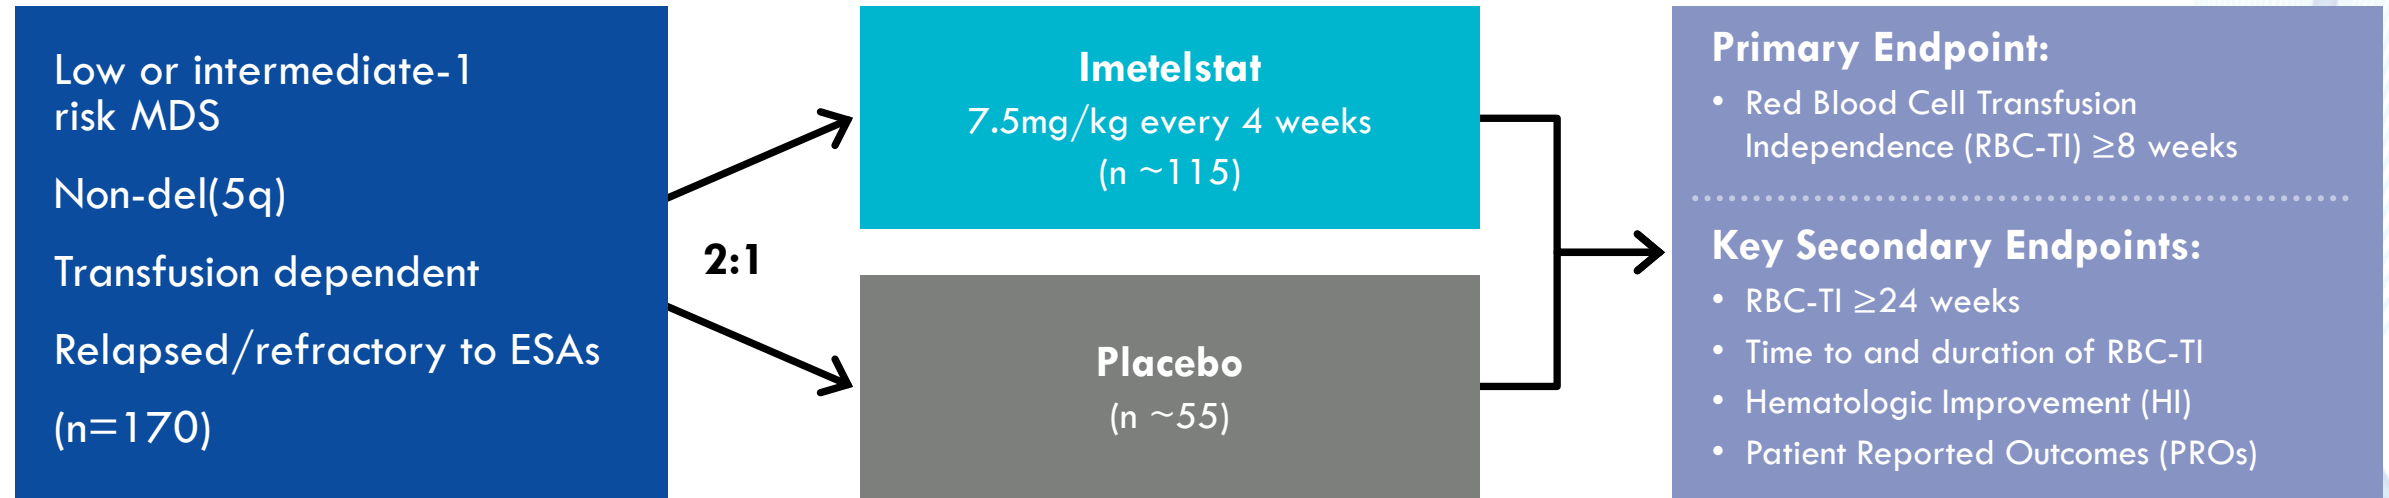 Low or intermediate-1
risk MDS
Non-del(5q)
Transfusion dependent
Relapsed/refractory to ESAs
(n=170)
2:1
Imetelstat
7.5mg/kg every 4 weeks
(n ~115)
Placebo
(n ~55)
Primary Endpoint:
• Red Blood Cell Transfusion
Independence (RBC-TI) ≥8 weeks
Key Secondary Endpoints:
• RBC-TI ≥24 weeks
• Time to and duration of RBC-TI
• Hematologic Improvement (HI)
• Patient Reported Outcomes (PROs)